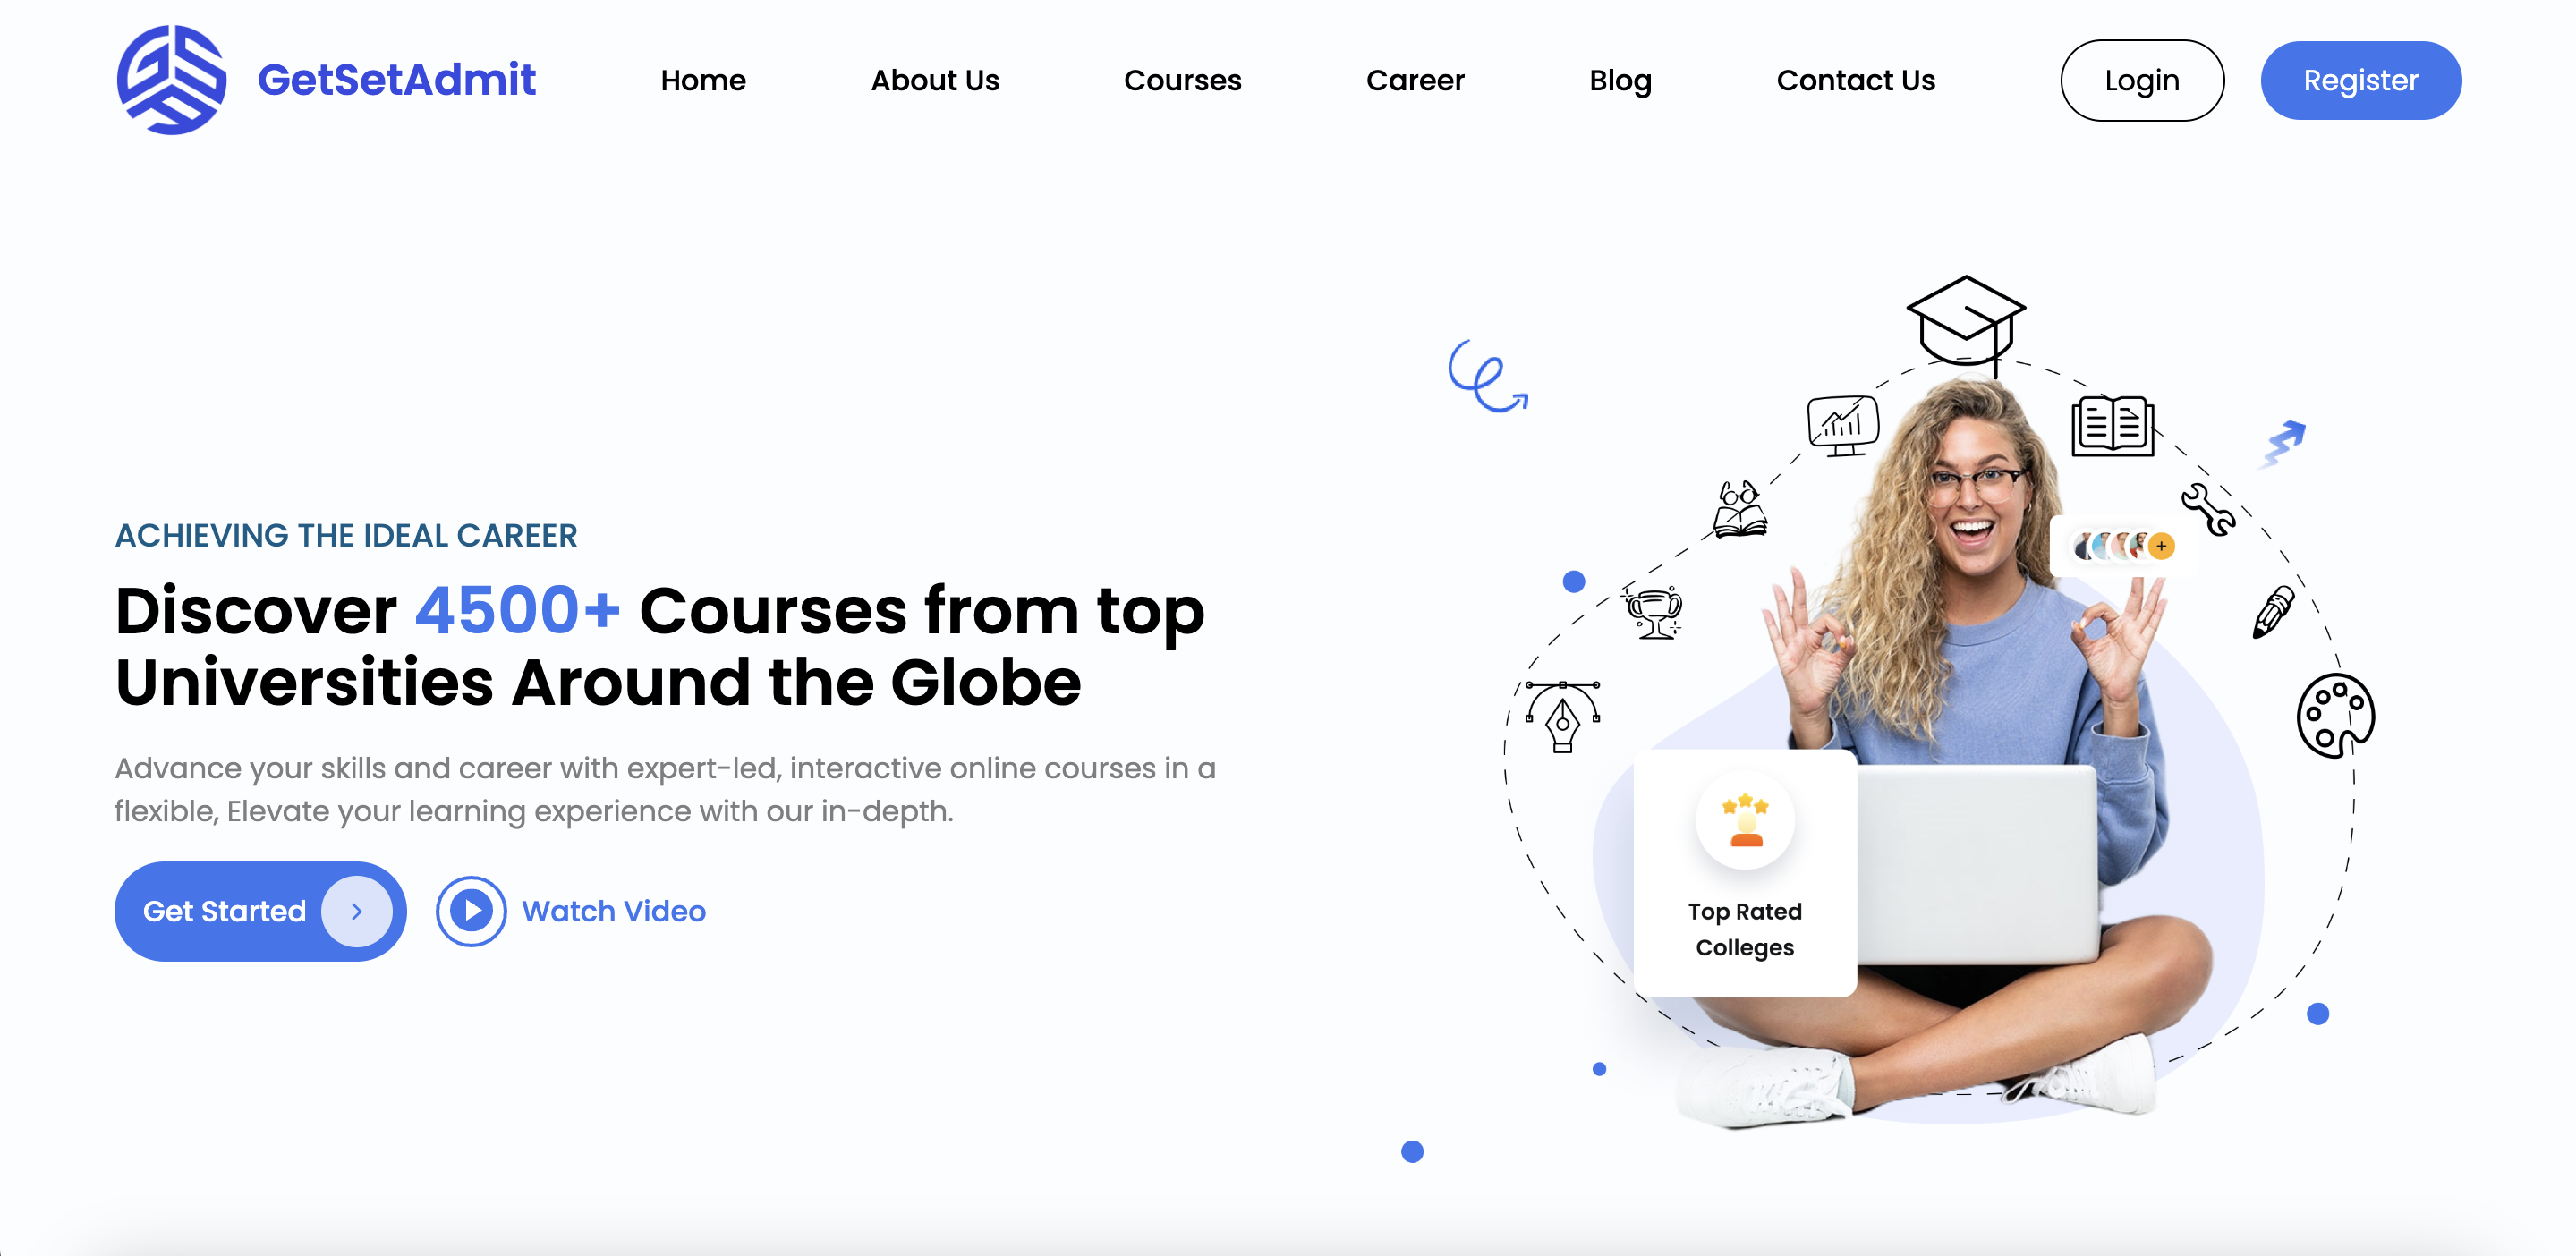 GetSetAdmit
Home
About Us
Courses
Career
Blog
Contact Us
Login
Register
ACHIEVING THE IDEAL CAREER
Discover 4500+ Courses from top
Universities Around the Globe
Advance your skills and career with expert-led, interactive online courses in a
flexible, Elevate your learning experience with our in-depth.
Get Started
Watch Video
Top Rated
Colleges